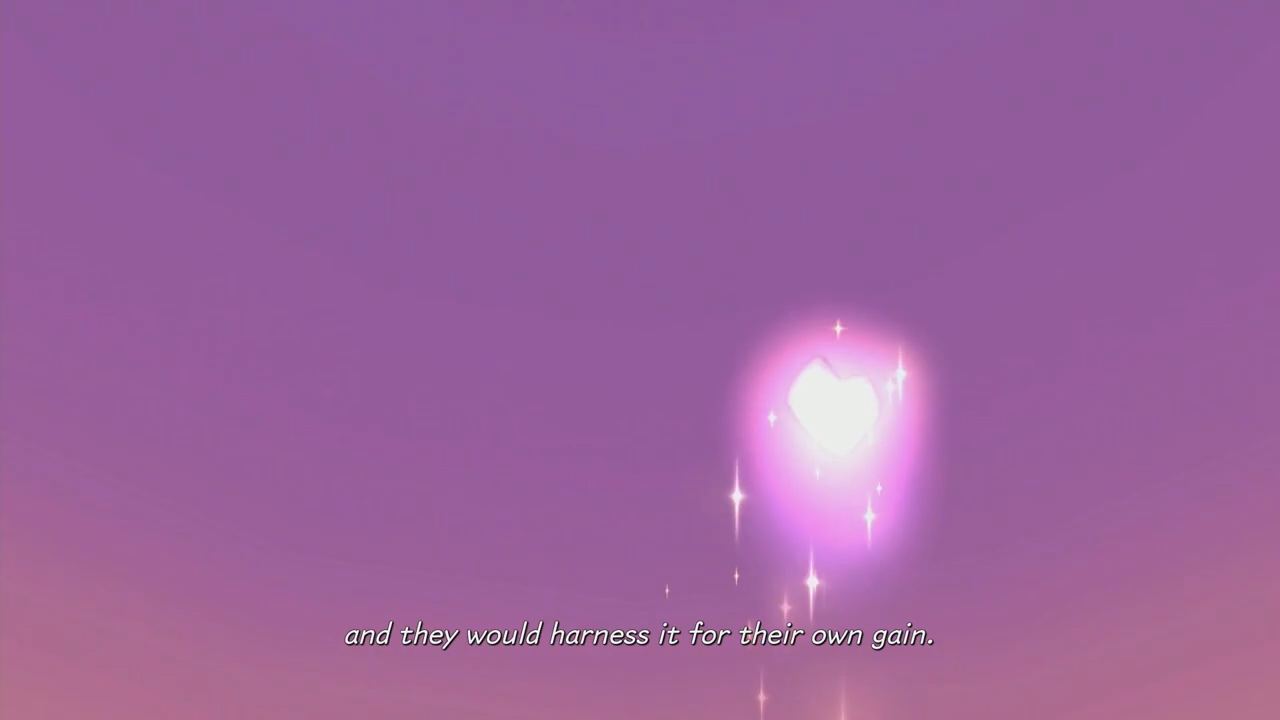 and they would harness it for their own gain.